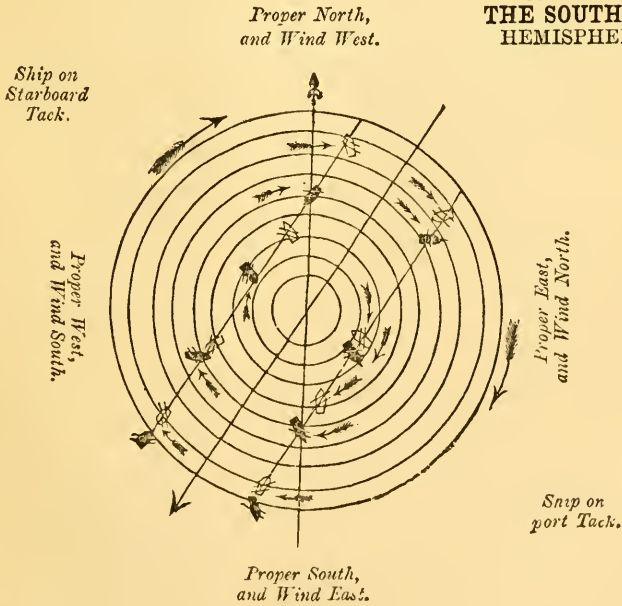 Proper North,
and Wind West.
THE SOUTH
HEMISPHE
Ship on
Starboard
Tack.
Proper West,
and Wind South.
Proper East,
and Wind North.
Snip on
port Tack.
Proper South,
and Wind East.